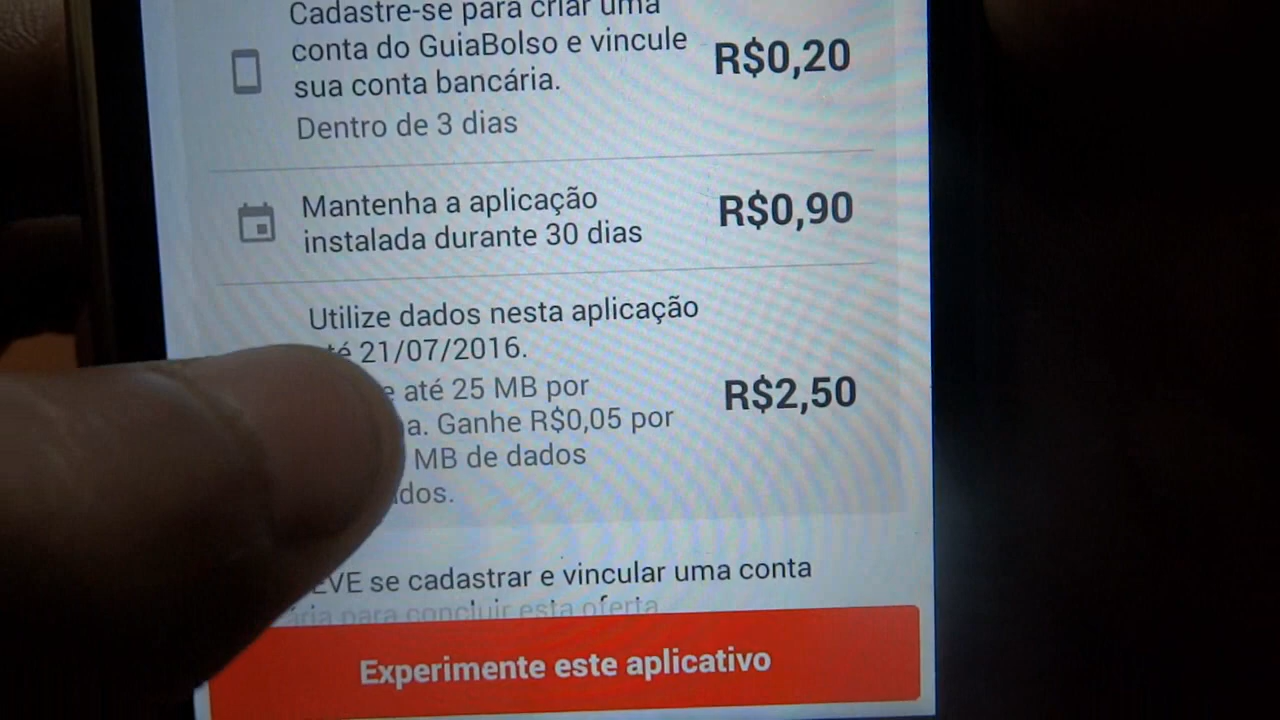 Cadastre-se para criar uma
conta do GuiaBolso e vincule
sua conta bancária.
R$0,20
Dentro de 3 dias
Mantenha a aplicação
instalada durante 30 dias
R$0,90
Utilize dados nesta aplicação
té 21/07/2016.
e até 25 MB por
a. Ganhe R$0,05 por
MB de dados
dos.
R$2,50
EVE se cadastrar e vincular uma conta
ária para concluir esta oferta
Experimente este aplicativo